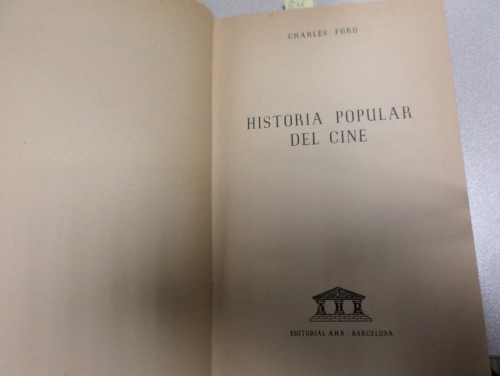 CHARLES FORD
HISTORIA POPULAR
DEL CINE
A H R
EDITORIAL AHR - BARCELONA